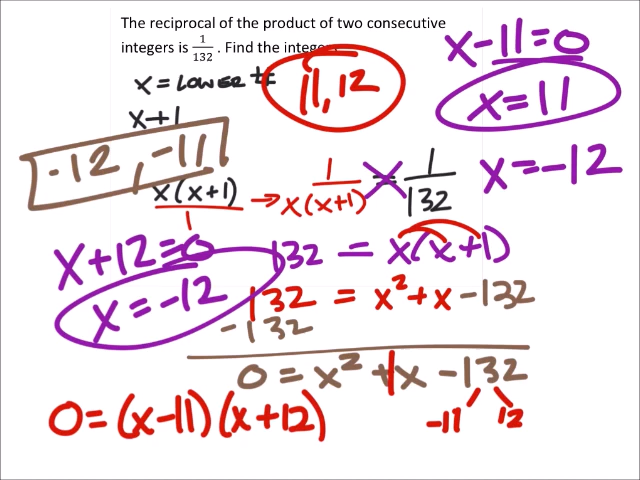 The reciprocal of the product of two consecutive
integers is 1/132 . Find the integers
x = LOWER #
11, 12
x-11=0
x=11
x+1
-12, -11
x(x+1)/1 → 1/x(x+1) = 1/132
x=-12
x+12=0
x=-12
132 = x(x+1)
132 = x²+x -132
-132
0 = x² +1x -132
-11 12
0=(x-11)(x+12)